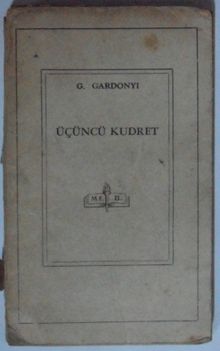 G. GARDONYI
ÜÇÜNCÜ KUDRET